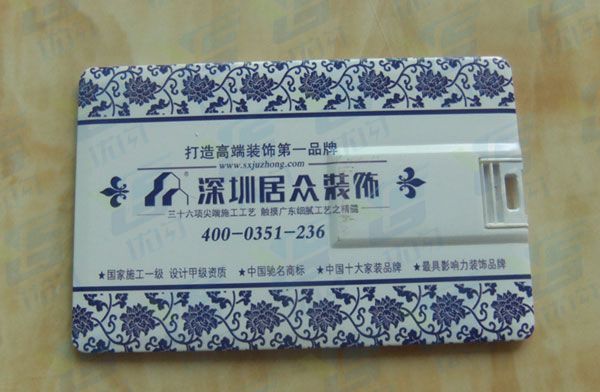 打造高端装饰第一品牌
www.sxjuzhong.com
深圳居众装饰
三十六项尖端施工工艺 触摸广东细腻工艺之精髓
400-0351-236
★国家施工一级 设计甲级资质 ★中国驰名商标 ★中国十大家装品牌 ★最具影响力装饰品牌